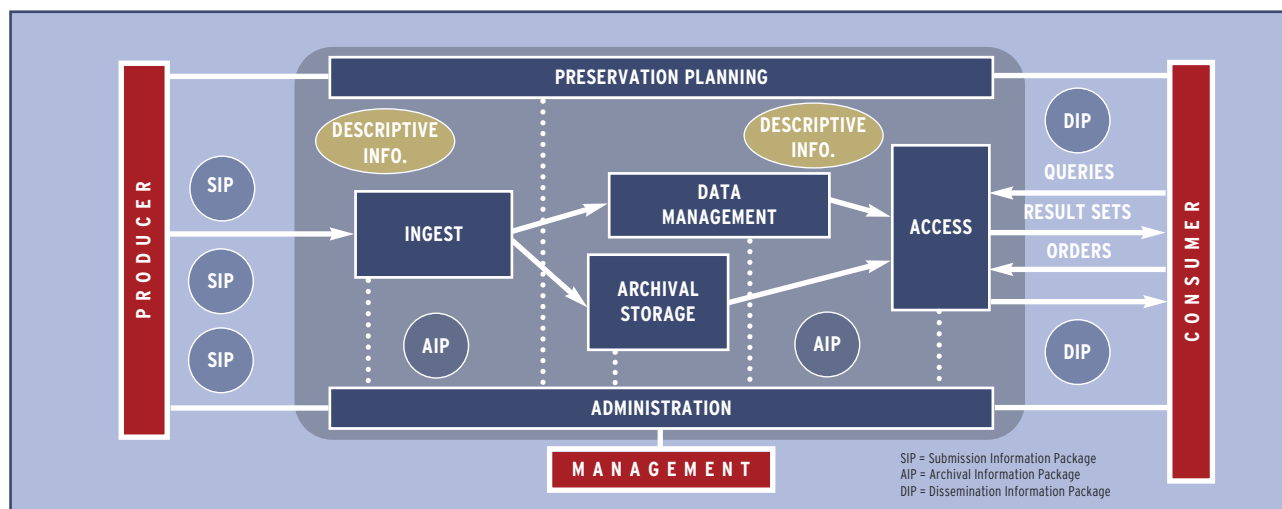 PRESERVATION PLANNING
PRODUCER
DESCRIPTIVE
INFO.
DESCRIPTIVE
INFO.
DIP
SIP
QUERIES
DATA
MANAGEMENT
INGEST
ACCESS
RESULT SETS
ORDERS
SIP
ARCHIVAL
STORAGE
CONSUMER
SIP
AIP
AIP
DIP
ADMINISTRATION
MANAGEMENT
SIP = Submission Information Package
AIP = Archival Information Package
DIP = Dissemination Information Package